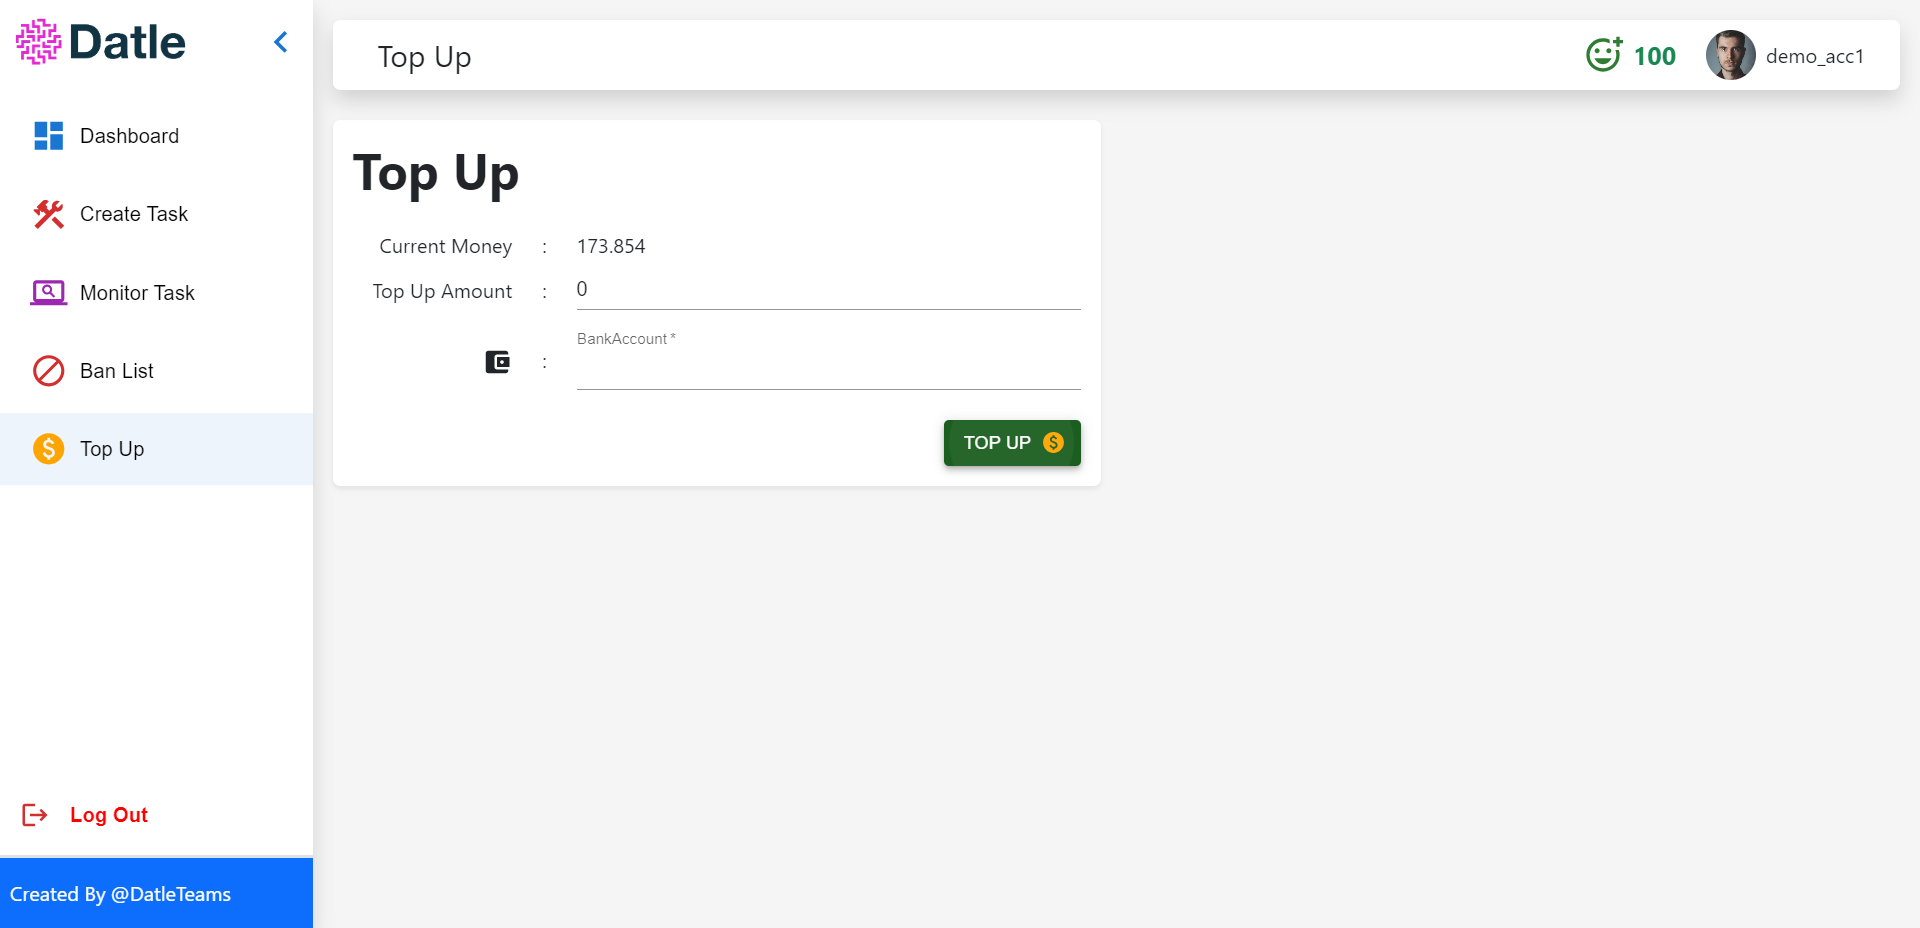 Datle
Dashboard
Create Task
Monitor Task
Ban List
Top Up
Log Out
Created By @DatleTeams
Top Up
100
demo_acc1
Top Up
Current Money : 173.854
Top Up Amount : 0
BankAccount *
:
TOP UP $